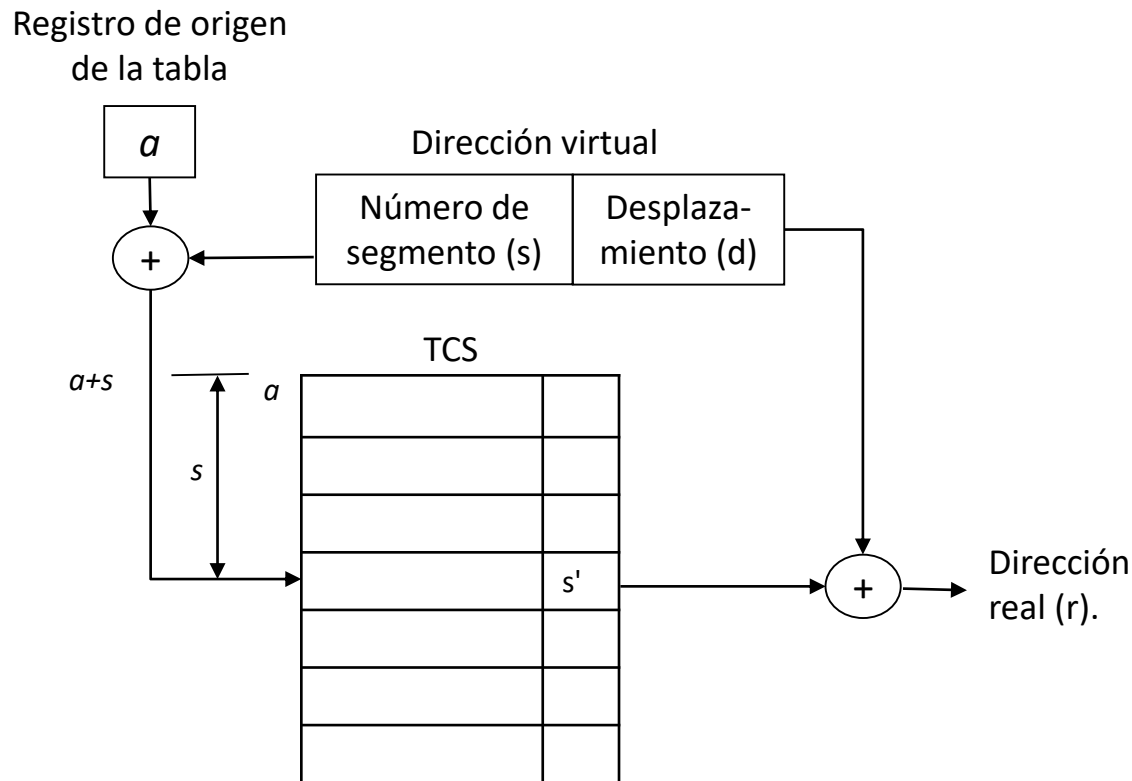 Registro de origen
de la tabla
a
Dirección virtual
Número de
segmento (s)
Desplaza-
miento (d)
+
TCS
a+s
a
s
s'
+
Dirección
real (r).